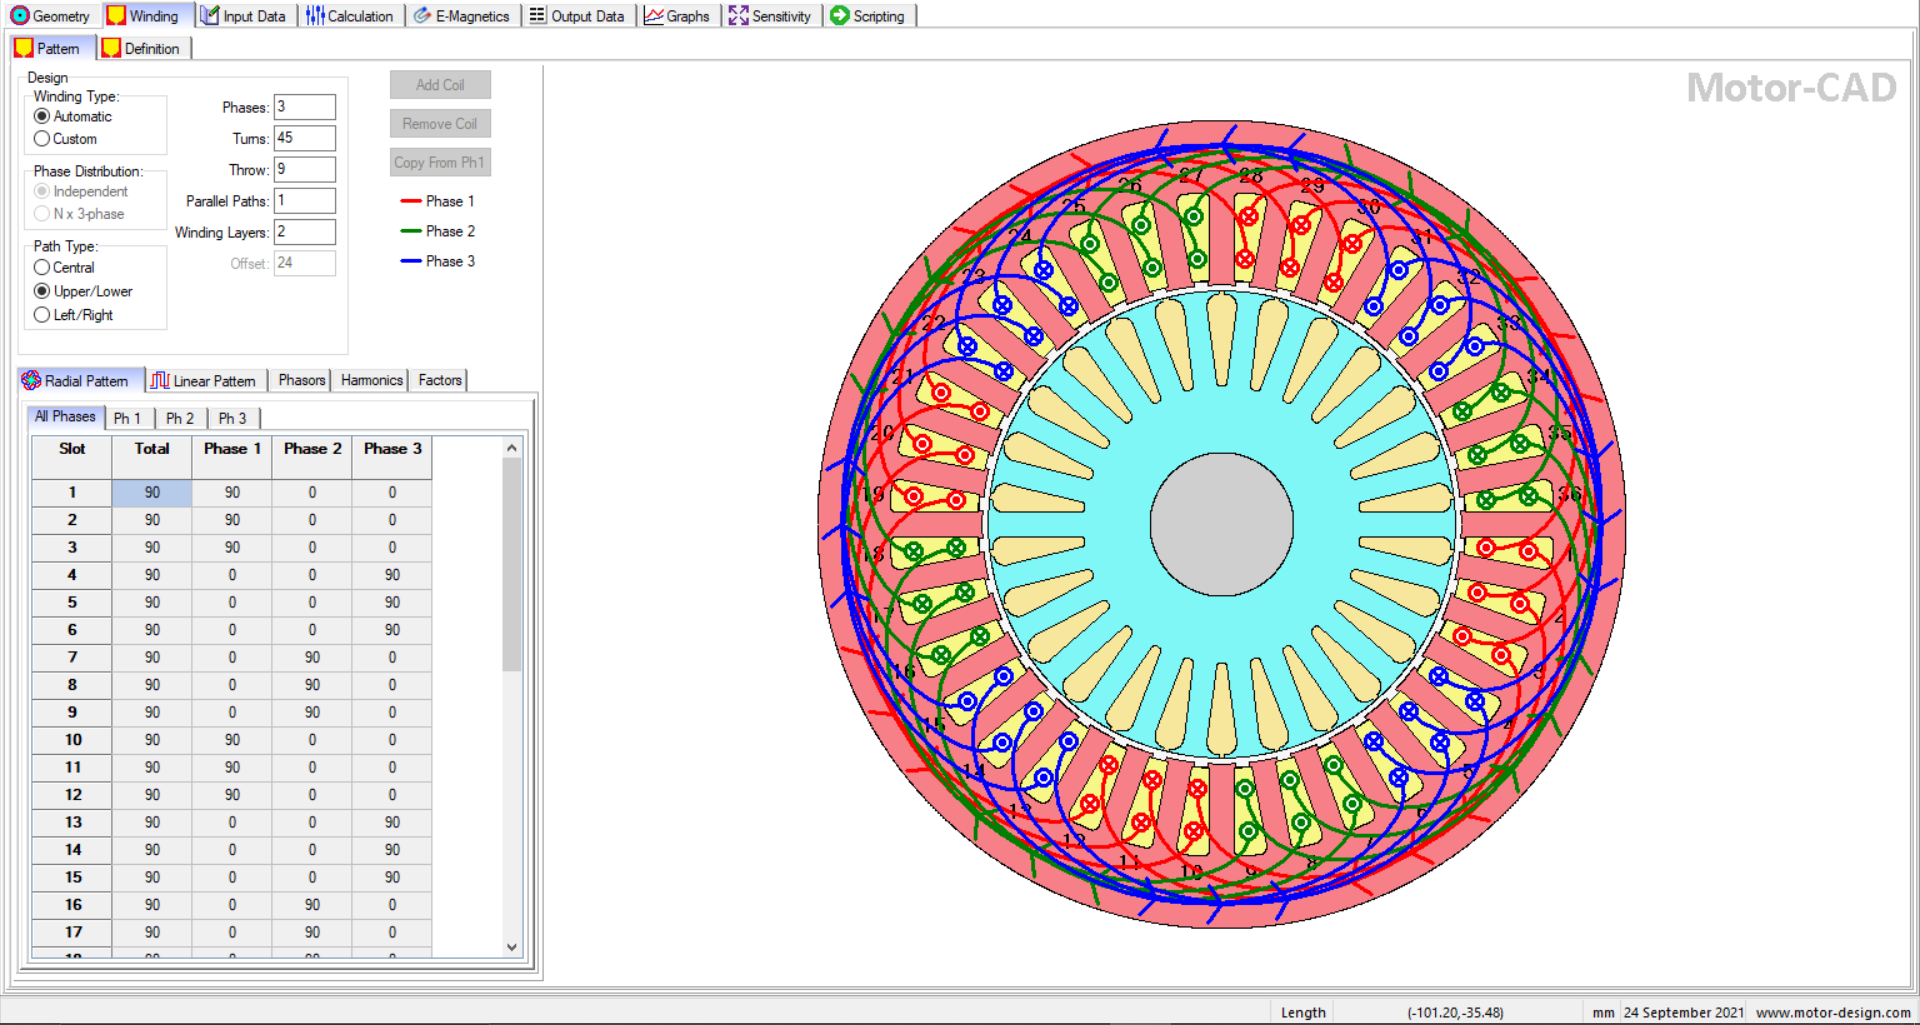 Geometry Winding Input Data Calculation E-Magnetics Output Data Graphs Sensitivity Scripting
Pattern Definition
Motor-CAD
Design
Winding Type:
Automatic
Custom
Phase Distribution:
Independent
N x 3-phase
Path Type:
Central
Upper/Lower
Left/Right
Phases: 3
Turns: 45
Throw: 9
Parallel Paths: 1
Winding Layers: 2
Offset: 24
Add Coil
Remove Coil
Copy From Ph1
Phase 1
Phase 2
Phase 3
Radial Pattern Linear Pattern Phasors Harmonics Factors
All Phases Ph 1 Ph 2 Ph 3
Slot Total Phase 1 Phase 2 Phase 3
1 90 90 0 0
2 90 90 0 0
3 90 90 0 0
4 90 0 0 90
5 90 0 0 90
6 90 0 0 90
7 90 0 90 0
8 90 0 90 0
9 90 0 90 0
10 90 90 0 0
11 90 90 0 0
12 90 90 0 0
13 90 0 0 90
14 90 0 0 90
15 90 0 0 90
16 90 0 90 0
17 90 0 90 0
26 27 28 29
25 30
24 31
23 32
22 33
21 34
20 35
19 36
18 1
17 2
16 3
15 4
14 5
13 6
12 7
11 10 9 8
Length (-101.20,-35.48) mm 24 September 2021 www.motor-design.com